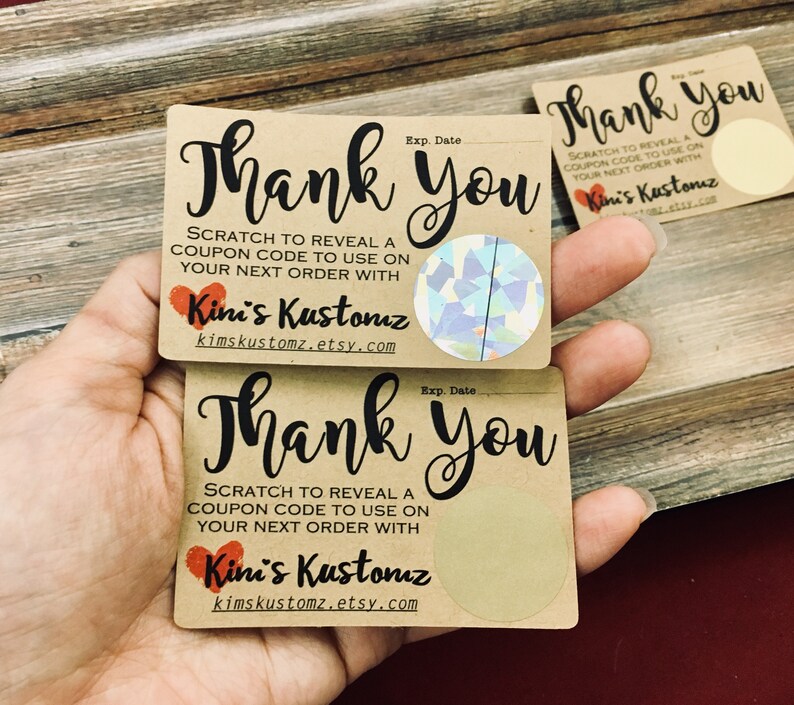 Thank You
Exp. Date
SCRATCH TO REVEAL A
COUPON CODE TO USE ON
YOUR NEXT ORDER WITH
Kim's Kustomz
kimskustomz.etsy.com
Thank You
Exp. Date
SCRATCH TO REVEAL A
COUPON CODE TO USE ON
YOUR NEXT ORDER WITH
Kim's Kustomz
kimskustomz.etsy.com
Thank You
Exp. Date
SCRATCH TO REVEAL A
COUPON CODE TO USE ON
YOUR NEXT ORDER WITH
Kim's Kustomz
kimskustomz.etsy.com